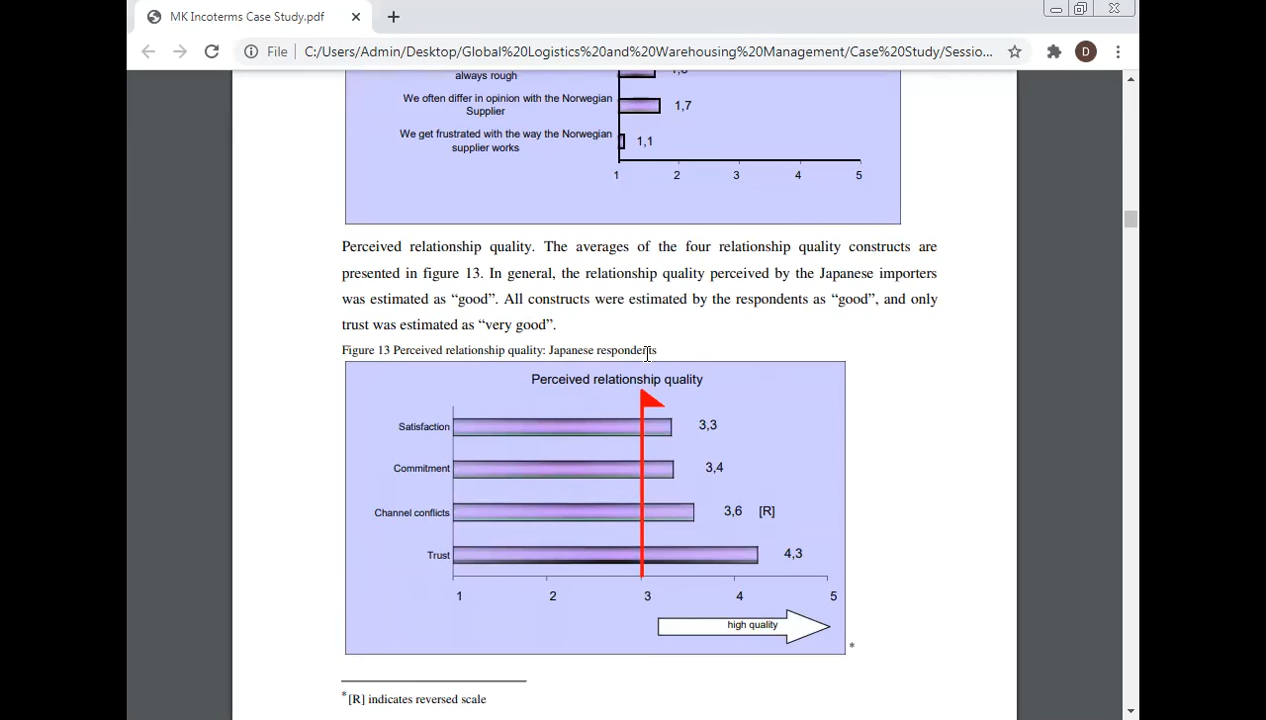 MK Incoterms Case Study.pdf
File
C:/Users/Admin/Desktop/Global%20Logistics%20and%20Warehousing%20Management/Case%20Study/Sessio...
D
always rough
We often differ in opinion with the Norwegian
Supplier
1,7
We get frustrated with the way the Norwegian
supplier works
1,1
1 2 3 4 5
Perceived relationship quality. The averages of the four relationship quality constructs are
presented in figure 13. In general, the relationship quality perceived by the Japanese importers
was estimated as “good”. All constructs were estimated by the respondents as “good”, and only
trust was estimated as “very good”.
Figure 13 Perceived relationship quality: Japanese respondents
Perceived relationship quality
Satisfaction 3,3
Commitment 3,4
Channel conflicts 3,6 [R]
Trust 4,3
1 2 3 4 5
high quality
*
*[R] indicates reversed scale